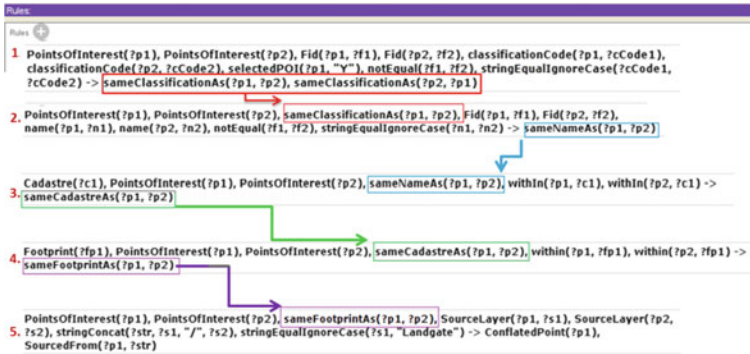 Rules:
Rules
1 PointsOfInterest(?p1), PointsOfInterest(?p2), Fid(?p1, ?f1), Fid(?p2, ?f2), classificationCode(?p1, ?cCode1),
classificationCode(?p2, ?cCode2), selectedPOI(?p1, "Y"), notEqual(?f1, ?f2), stringEqualIgnoreCase(?cCode1,
?cCode2) -> sameClassificationAs(?p1, ?p2), sameClassificationAs(?p2, ?p1)
2. PointsOfInterest(?p1), PointsOfInterest(?p2), sameClassificationAs(?p1, ?p2), Fid(?p1, ?f1), Fid(?p2, ?f2),
name(?p1, ?n1), name(?p2, ?n2), notEqual(?f1, ?f2), stringEqualIgnoreCase(?n1, ?n2) -> sameNameAs(?p1, ?p2)
Cadastre(?c1), PointsOfInterest(?p1), PointsOfInterest(?p2), sameNameAs(?p1, ?p2), withIn(?p1, ?c1), withIn(?p2, ?c1) ->
3. sameCadastreAs(?p1, ?p2)
Footprint(?fp1), PointsOfInterest(?p1), PointsOfInterest(?p2), sameCadastreAs(?p1, ?p2), within(?p1, ?fp1), within(?p2, ?fp1) ->
4. sameFootprintAs(?p1, ?p2)
PointsOfInterest(?p1), PointsOfInterest(?p2), sameFootprintAs(?p1, ?p2), SourceLayer(?p1, ?s1), SourceLayer(?p2,
5. ?s2), stringConcat(?str, ?s1, "/", ?s2), stringEqualIgnoreCase(?s1, "Landgate") -> ConflatedPoint(?p1),
SourcedFrom(?p1, ?str)